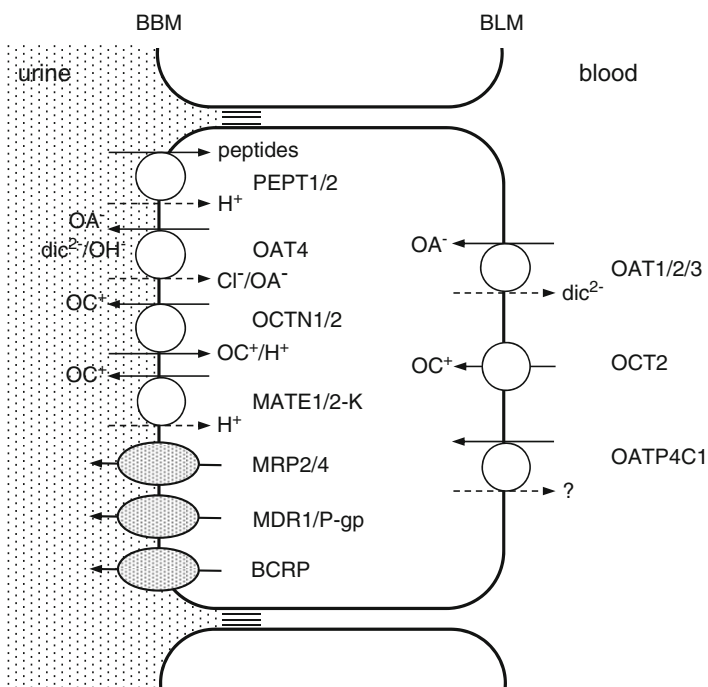 BBM
BLM
urine
blood
peptides
PEPT1/2
H⁺
OA⁻
dic²⁻/OH⁻
OAT4
Cl⁻/OA⁻
OC⁺
OCTN1/2
OC⁺/H⁺
OC⁺
MATE1/2-K
H⁺
MRP2/4
MDR1/P-gp
BCRP
OA⁻
OAT1/2/3
dic²⁻
OC⁺
OCT2
OATP4C1
?